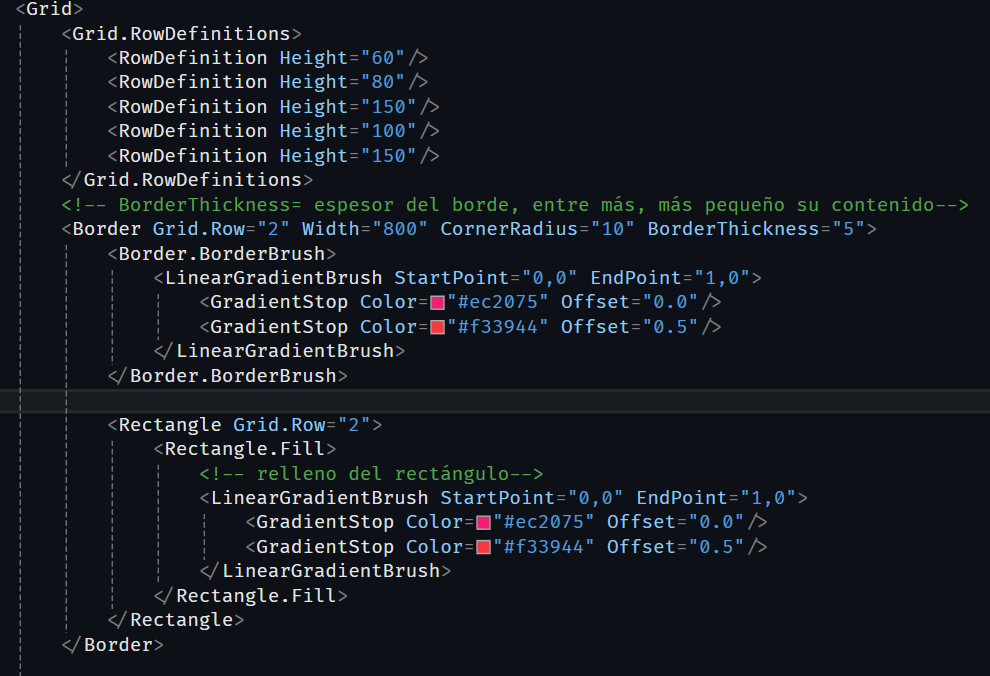 <Grid>
<Grid.RowDefinitions>
<RowDefinition Height="60"/>
<RowDefinition Height="80"/>
<RowDefinition Height="150"/>
<RowDefinition Height="100"/>
<RowDefinition Height="150"/>
</Grid.RowDefinitions>
<!-- BorderThickness= espesor del borde, entre más, más pequeño su contenido-->
<Border Grid.Row="2" Width="800" CornerRadius="10" BorderThickness="5">
<Border.BorderBrush>
<LinearGradientBrush StartPoint="0,0" EndPoint="1,0">
<GradientStop Color="#ec2075" Offset="0.0"/>
<GradientStop Color="#f33944" Offset="0.5"/>
</LinearGradientBrush>
</Border.BorderBrush>
<Rectangle Grid.Row="2">
<Rectangle.Fill>
<!-- relleno del rectángulo-->
<LinearGradientBrush StartPoint="0,0" EndPoint="1,0">
<GradientStop Color="#ec2075" Offset="0.0"/>
<GradientStop Color="#f33944" Offset="0.5"/>
</LinearGradientBrush>
</Rectangle.Fill>
</Rectangle>
</Border>